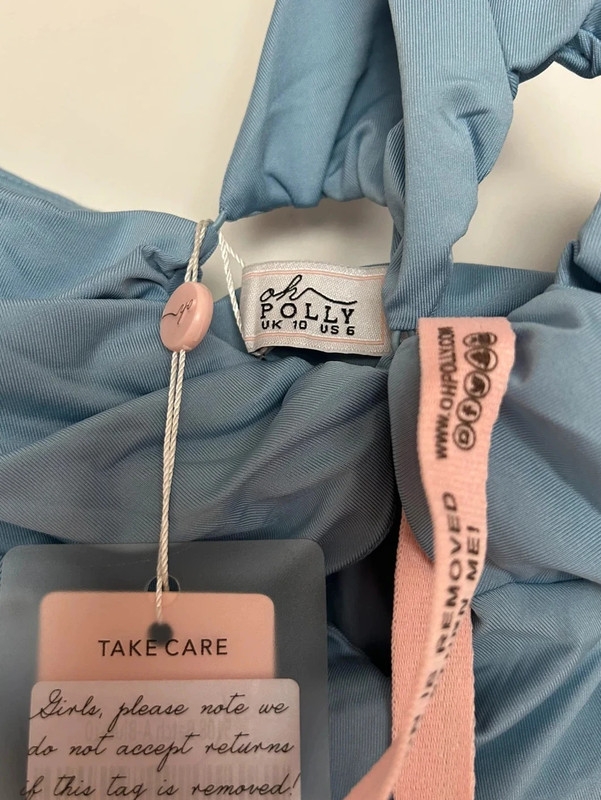 oh
POLLY
UK 10 US 6
WWW.OHPOLLY.COM
REMOVED
ME!
TAKE CARE
Girls, please note we
do not accept returns
if this tag is removed!